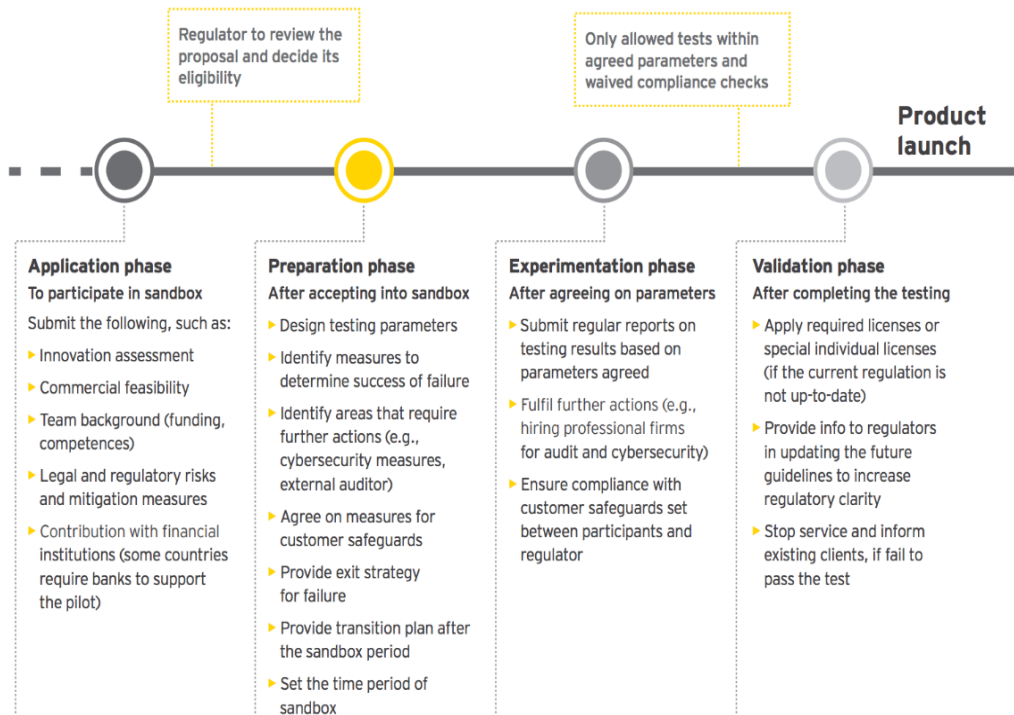 Regulator to review the
proposal and decide its
eligibility
Only allowed tests within
agreed parameters and
waived compliance checks
Product
launch
Application phase
To participate in sandbox
Submit the following, such as:
Innovation assessment
Commercial feasibility
Team background (funding,
competences)
Legal and regulatory risks
and mitigation measures
Contribution with financial
institutions (some countries
require banks to support
the pilot)
Preparation phase
After accepting into sandbox
Design testing parameters
Identify measures to
determine success of failure
Identify areas that require
further actions (e.g.,
cybersecurity measures,
external auditor)
Agree on measures for
customer safeguards
Provide exit strategy
for failure
Provide transition plan after
the sandbox period
Set the time period of
sandbox
Experimentation phase
After agreeing on parameters
Submit regular reports on
testing results based on
parameters agreed
Fulfil further actions (e.g.,
hiring professional firms
for audit and cybersecurity)
Ensure compliance with
customer safeguards set
between participants and
regulator
Validation phase
After completing the testing
Apply required licenses or
special individual licenses
(if the current regulation is
not up-to-date)
Provide info to regulators
in updating the future
guidelines to increase
regulatory clarity
Stop service and inform
existing clients, if fail to
pass the test